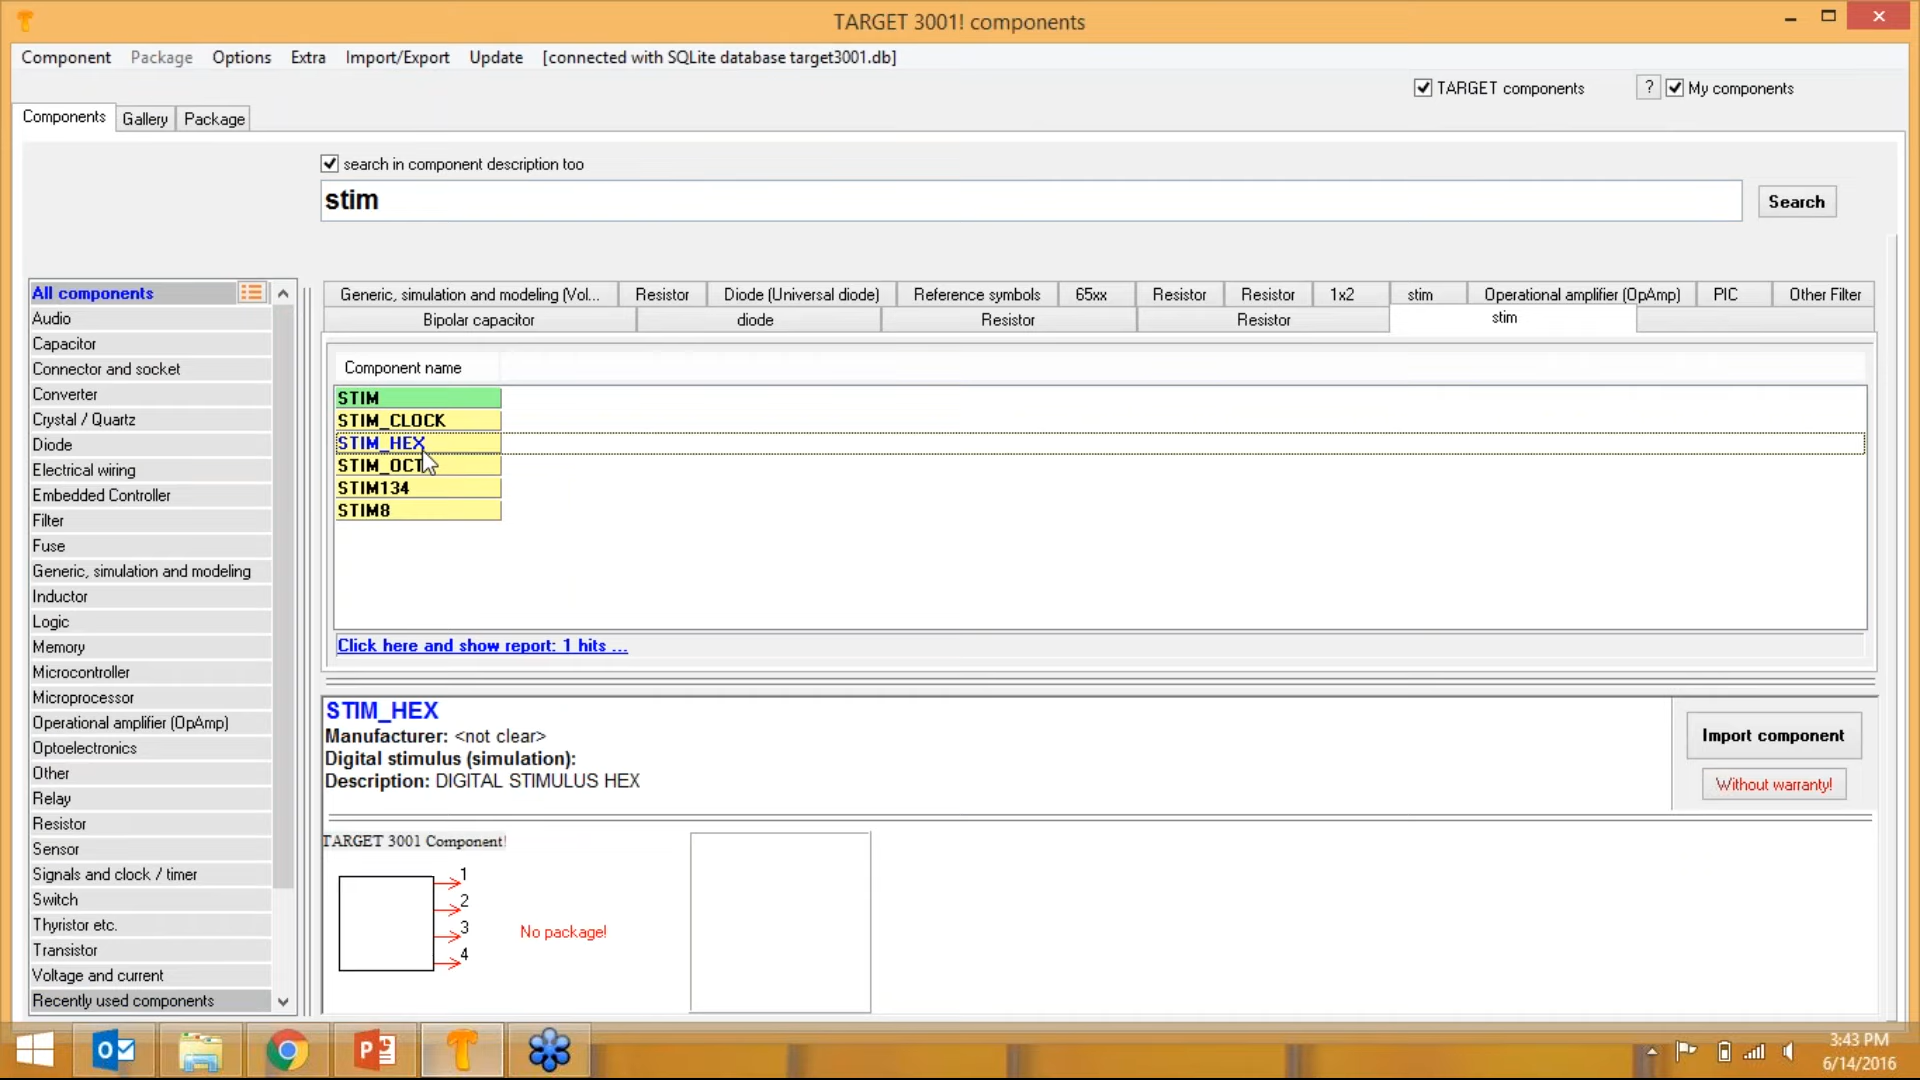 TARGET 3001! components
Component Package Options Extra Import/Export Update [connected with SQLite database target3001.db]
TARGET components ? My components
Components Gallery Package
search in component description too
stim Search
Generic, simulation and modeling (Vol... Resistor Diode (Universal diode) Reference symbols 65xx Resistor Resistor 1x2 stim Operational amplifier (OpAmp) PIC Other Filter
Bipolar capacitor diode Resistor Resistor stim
All components
Audio
Capacitor
Connector and socket
Converter
Crystal / Quartz
Diode
Electrical wiring
Embedded Controller
Filter
Fuse
Generic, simulation and modeling
Inductor
Logic
Memory
Microcontroller
Microprocessor
Operational amplifier (OpAmp)
Optoelectronics
Other
Relay
Resistor
Sensor
Signals and clock / timer
Switch
Thyristor etc.
Transistor
Voltage and current
Recently used components
Component name
STIM
STIM_CLOCK
STIM_HEX
STIM_OCT
STIM134
STIM8
Click here and show report: 1 hits ...
STIM_HEX
Manufacturer: <not clear>
Digital stimulus (simulation):
Description: DIGITAL STIMULUS HEX
Import component
Without warranty!
TARGET 3001 Component!
1
2
3
4
No package!
3:43 PM
6/14/2016